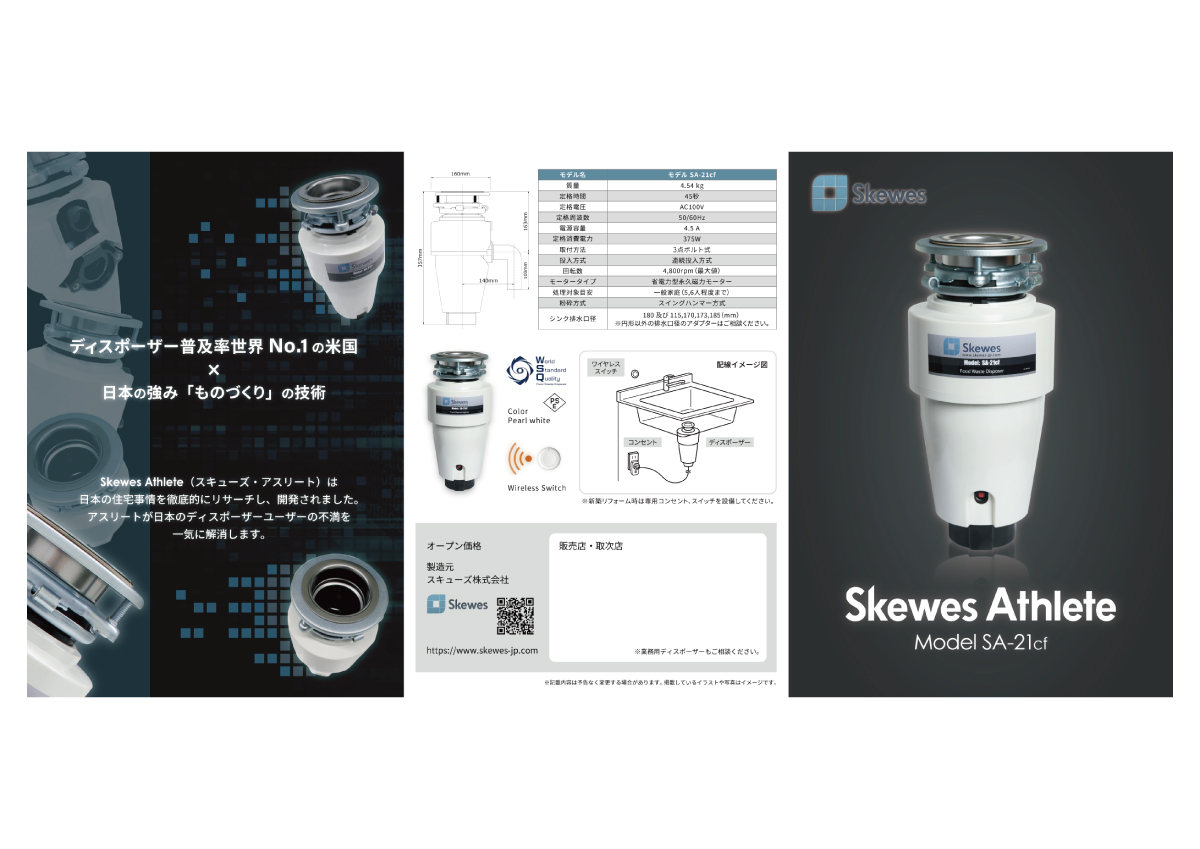 ディスポーザー普及率世界 No.1 の米国
×
日本の強み「ものづくり」の技術
Skewes Athlete（スキューズ・アスリート）は
日本の住宅事情を徹底的にリサーチし、開発されました。
アスリートが日本のディスポーザーユーザーの不満を
一気に解消します。
160mm
163mm
357mm
140mm
モデル名 モデル SA-21cf
質量 4.54 kg
定格時間 45秒
定格電圧 AC100V
定格周波数 50/60Hz
電源容量 4.5 A
定格消費電力 375W
取付方法 3点ボルト式
投入方式 連続投入方式
回転数 4,800rpm（最大値）
モータータイプ 省電力型永久磁力モーター
処理対象目安 一般家庭（5,6人程度まで）
粉砕方式 スイングハンマー方式
シンク排水口径 180 及び 115,170,173,185（mm）
※円形以外の排水口径のアダプターはご相談ください。
Skewes
World
Standard
Quality
Food Waste Disposer
PS
E
Color
Pearl white
Wireless Switch
ワイヤレス
スイッチ
配線イメージ図
コンセント
ディスポーザー
※新築リフォーム時は専用コンセント、スイッチを設備してください。
オープン価格
製造元
スキューズ株式会社
Skewes
https://www.skewes-jp.com
販売店・取次店
※業務用ディスポーザーもご相談ください。
※記載内容は予告なく変更する場合があります。掲載しているイラストや写真はイメージです。
Skewes
Skewes
www.skewes-jp.com
Model: SA-21cf
Food Waste Disposer
Skewes Athlete
Model SA-21cf